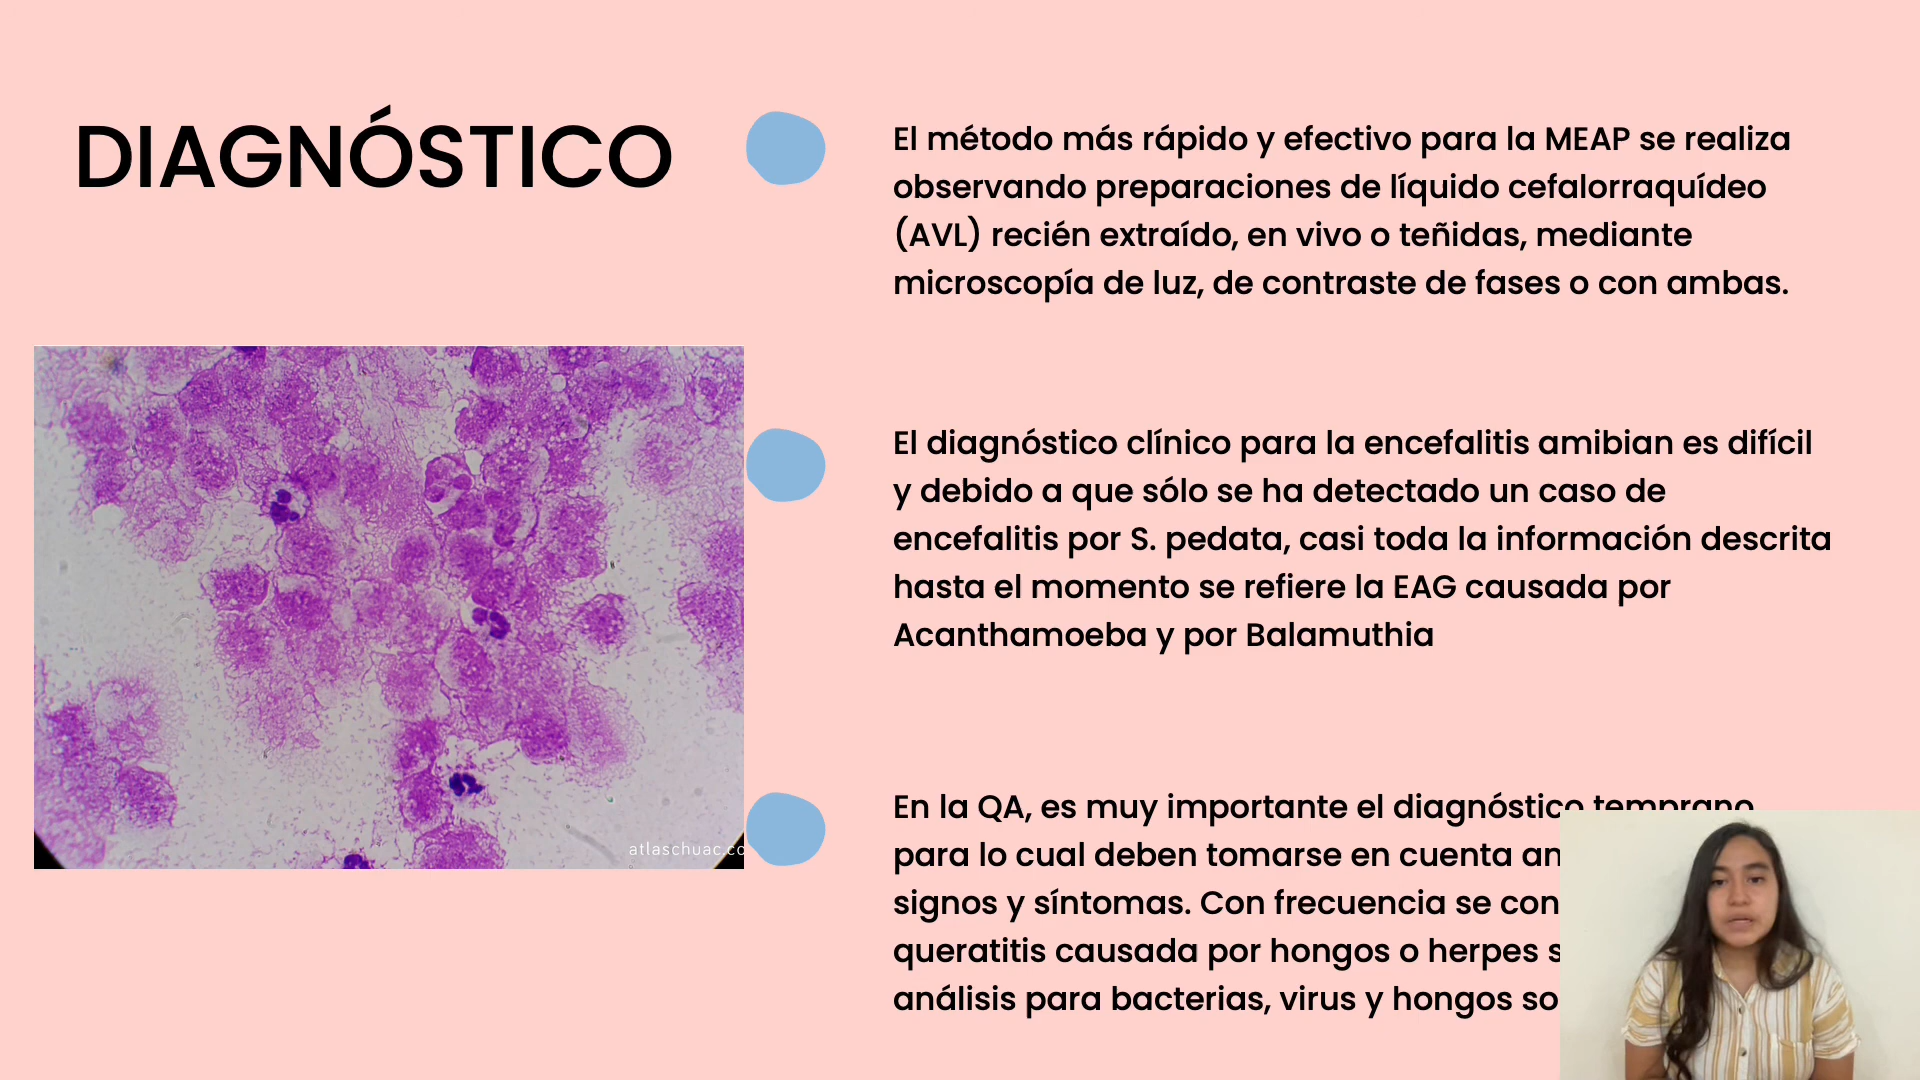 DIAGNÓSTICO
El método más rápido y efectivo para la MEAP se realiza
observando preparaciones de líquido cefalorraquídeo
(AVL) recién extraído, en vivo o teñidas, mediante
microscopía de luz, de contraste de fases o con ambas.
El diagnóstico clínico para la encefalitis amibian es difícil
y debido a que sólo se ha detectado un caso de
encefalitis por S. pedata, casi toda la información descrita
hasta el momento se refiere la EAG causada por
Acanthamoeba y por Balamuthia
En la QA, es muy importante el diagnóstico temprano
para lo cual deben tomarse en cuenta
signos y síntomas. Con frecuencia se
queratitis causada por hongos o herpes
análisis para bacterias, virus y hongos
atlaschuac.co